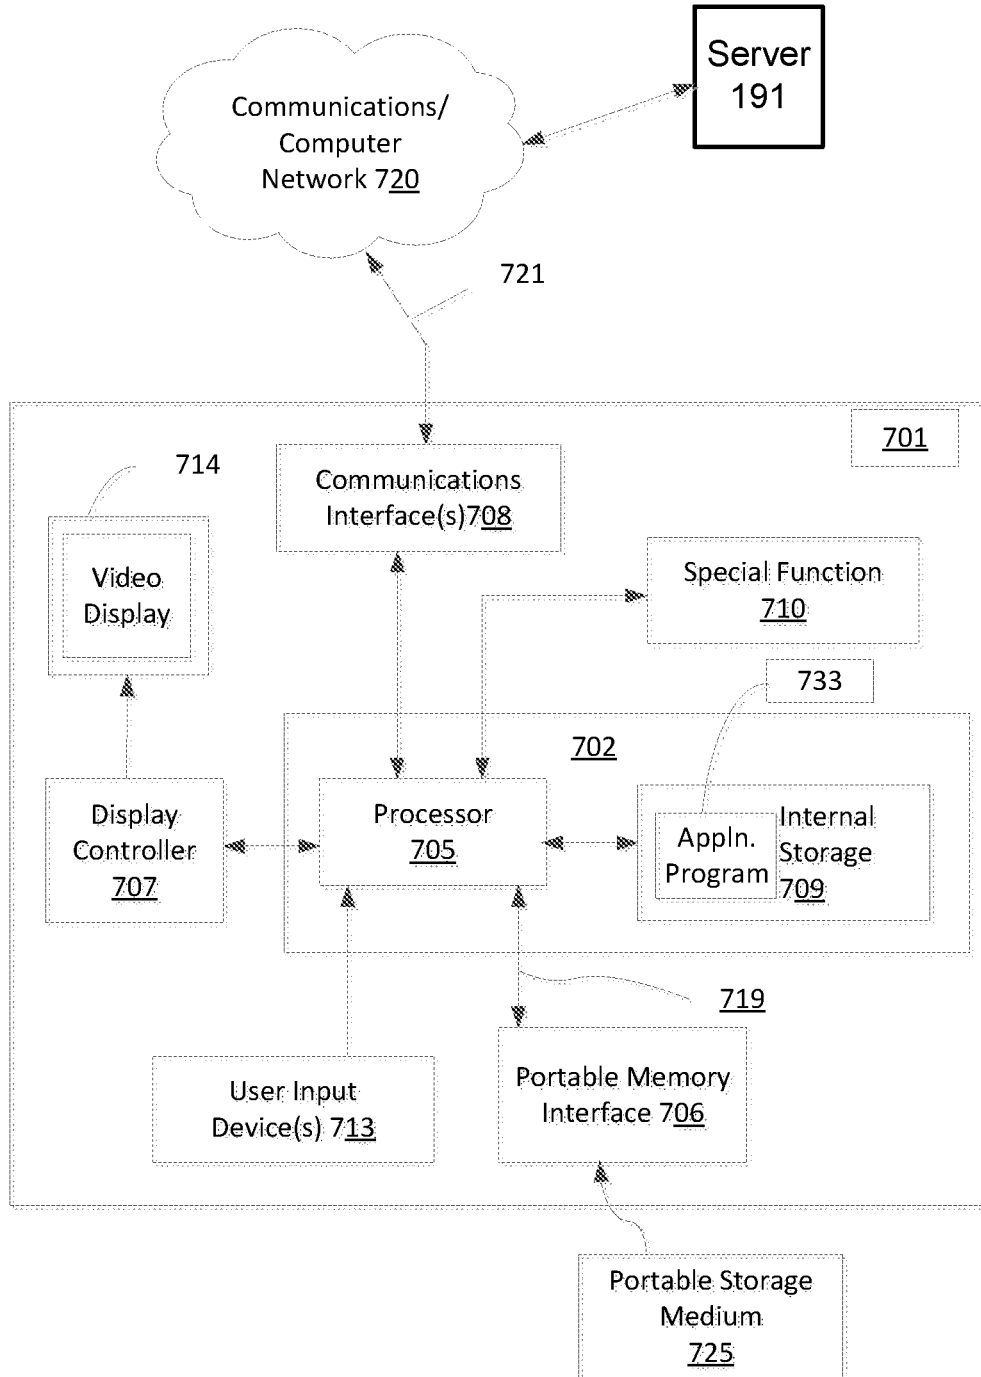 Server
191
Communications/
Computer
Network 720
721
701
714
Communications
Interface(s)708
Video
Display
Special Function
710
733
702
Display
Controller
707
Processor
705
Appln.
Program
Internal
Storage
709
719
User Input
Device(s) 713
Portable Memory
Interface 706
Portable Storage
Medium
725